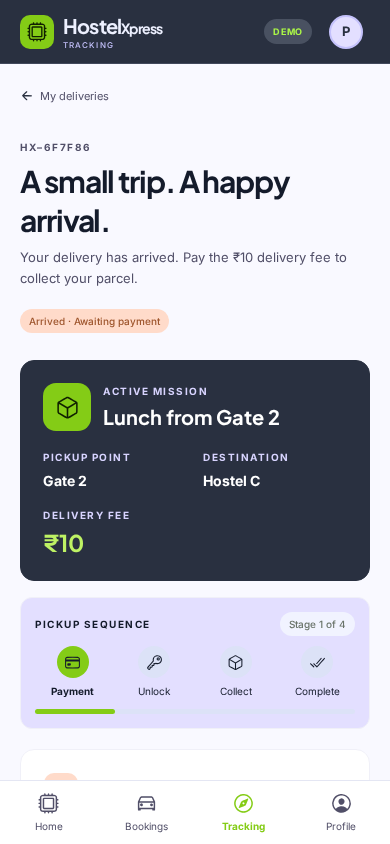 HostelXpress
TRACKING
DEMO
P
My deliveries
HX–6F7F86
A small trip. A happy
arrival.
Your delivery has arrived. Pay the ₹10 delivery fee to
collect your parcel.
Arrived · Awaiting payment
ACTIVE MISSION
Lunch from Gate 2
PICKUP POINT
DESTINATION
Gate 2
Hostel C
DELIVERY FEE
₹10
PICKUP SEQUENCE
Stage 1 of 4
Payment
Unlock
Collect
Complete
Home
Bookings
Tracking
Profile